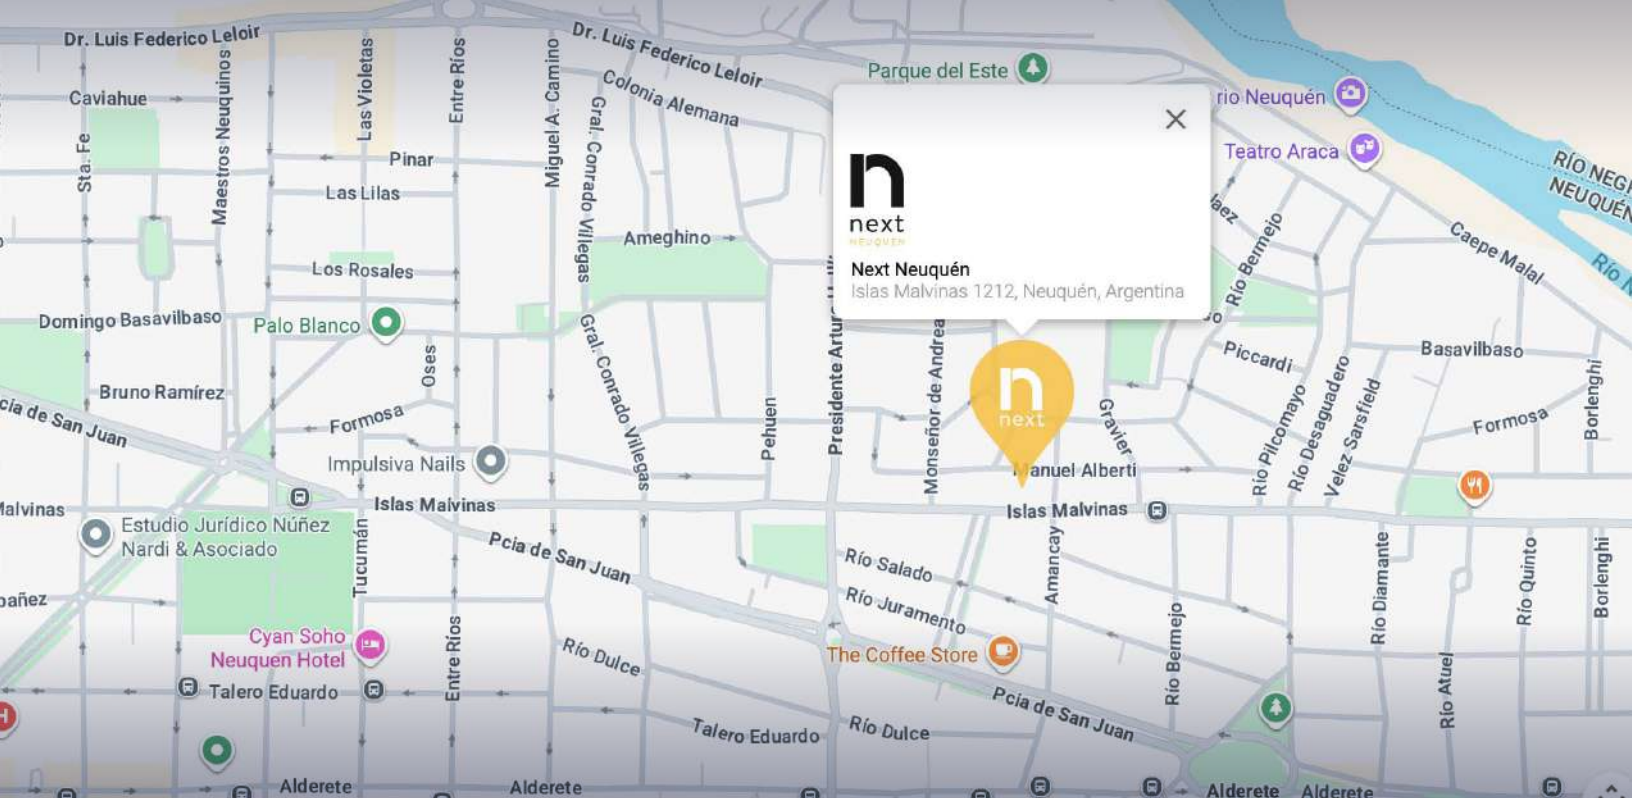 Dr. Luis Federico Leloir
Dr. Luis Federico Leloir
Caviahue
Sta. Fe
Maestros Neuquinos
Las Violetas
Entre Ríos
Miguel A. Camino
Colonia Alemana
Gral. Conrado Villegas
Parque del Este
rio Neuquén
Teatro Araca
RÍO NEG
NEUQUÉN
Pinar
Las Lilas
Ameghino
Los Rosales
n
next
NEUQUÉN
Next Neuquén
Islas Malvinas 1212, Neuquén, Argentina
Río Bermejo
Caepe Malal
Domingo Basavilbaso
Palo Blanco
Oses
Gral. Conrado Villegas
Bruno Ramírez
cia de San Juan
Formosa
Impulsiva Nails
Pehuen
Presidente Artur
Monseñor de Andrea
n
next
Gravier
Manuel Alberti
Piccardi
Río Pilcomayo
Río Desaguadero
Velez Sarsfield
Basavilbaso
Formosa
Borlenghi
Malvinas
Islas Malvinas
Islas Malvinas
Estudio Jurídico Núñez
Nardi & Asociado
Tucumán
Pcia de San Juan
Río Salado
Río Juramento
Amancay
Río Bermejo
Río Diamante
Río Quinto
Borlenghi
Río Atuel
Cyan Soho
Neuquen Hotel
Talero Eduardo
Entre Ríos
Río Dulce
The Coffee Store
Pcia de San Juan
Talero Eduardo
Río Dulce
Alderete
Alderete
Alderete
Alderete
H